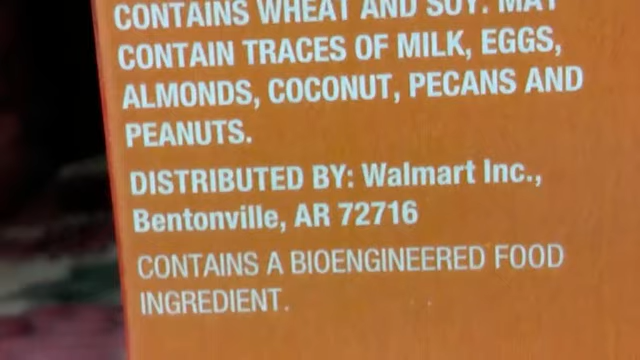 CONTAINS WHEAT AND SOY. MAY
CONTAIN TRACES OF MILK, EGGS,
ALMONDS, COCONUT, PECANS AND
PEANUTS.
DISTRIBUTED BY: Walmart Inc.,
Bentonville, AR 72716
CONTAINS A BIOENGINEERED FOOD
INGREDIENT.